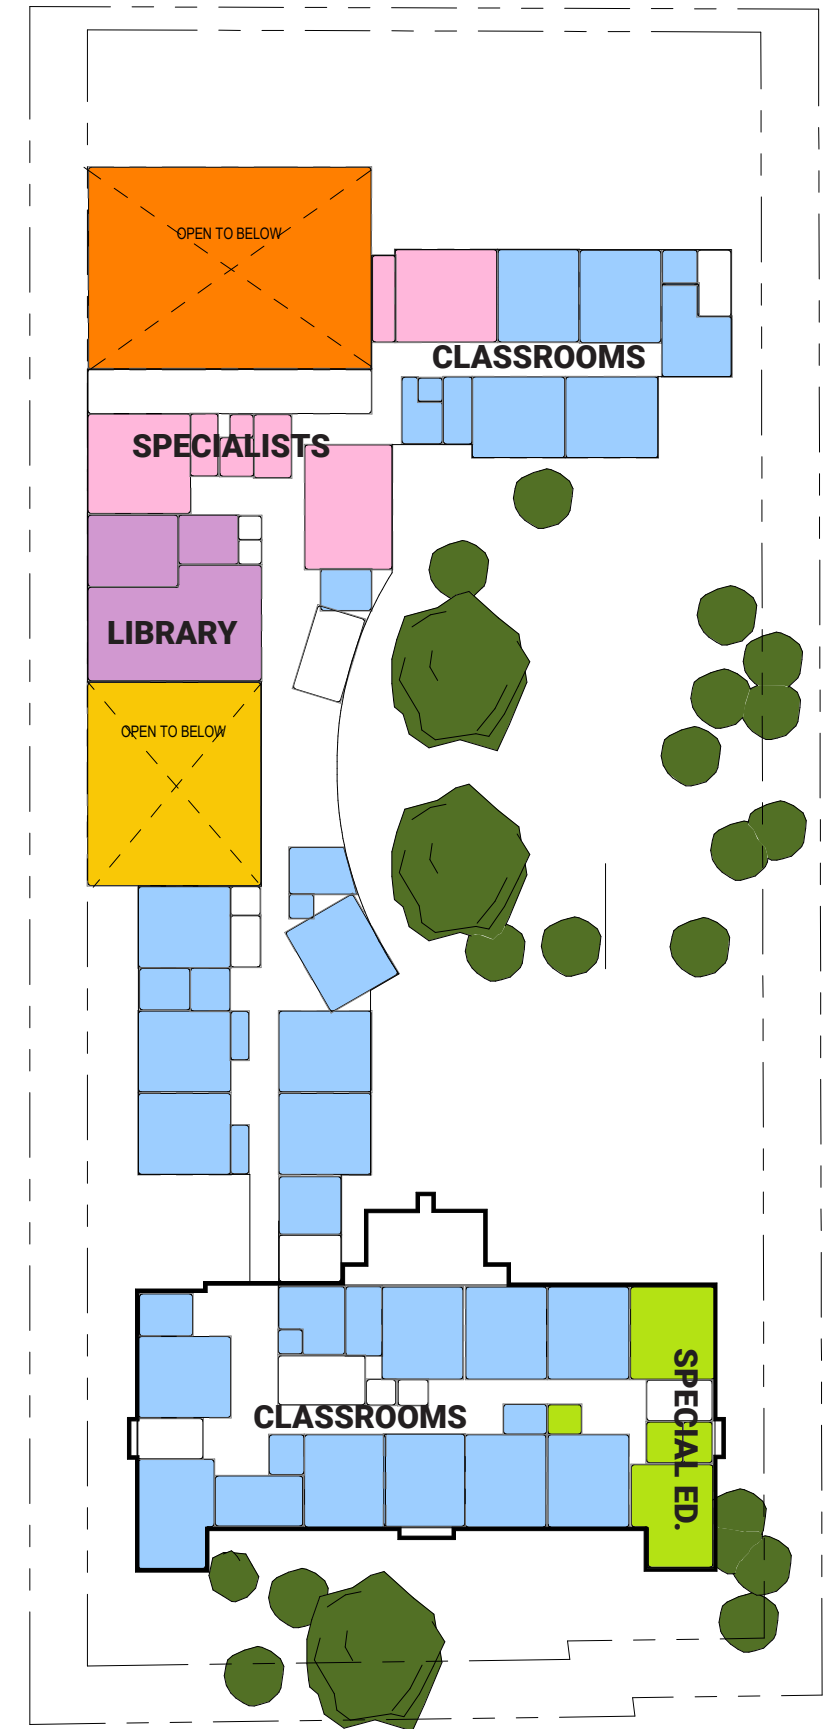 OPEN TO BELOW
CLASSROOMS
SPECIALISTS
LIBRARY
OPEN TO BELOW
CLASSROOMS
SPECIAL ED.